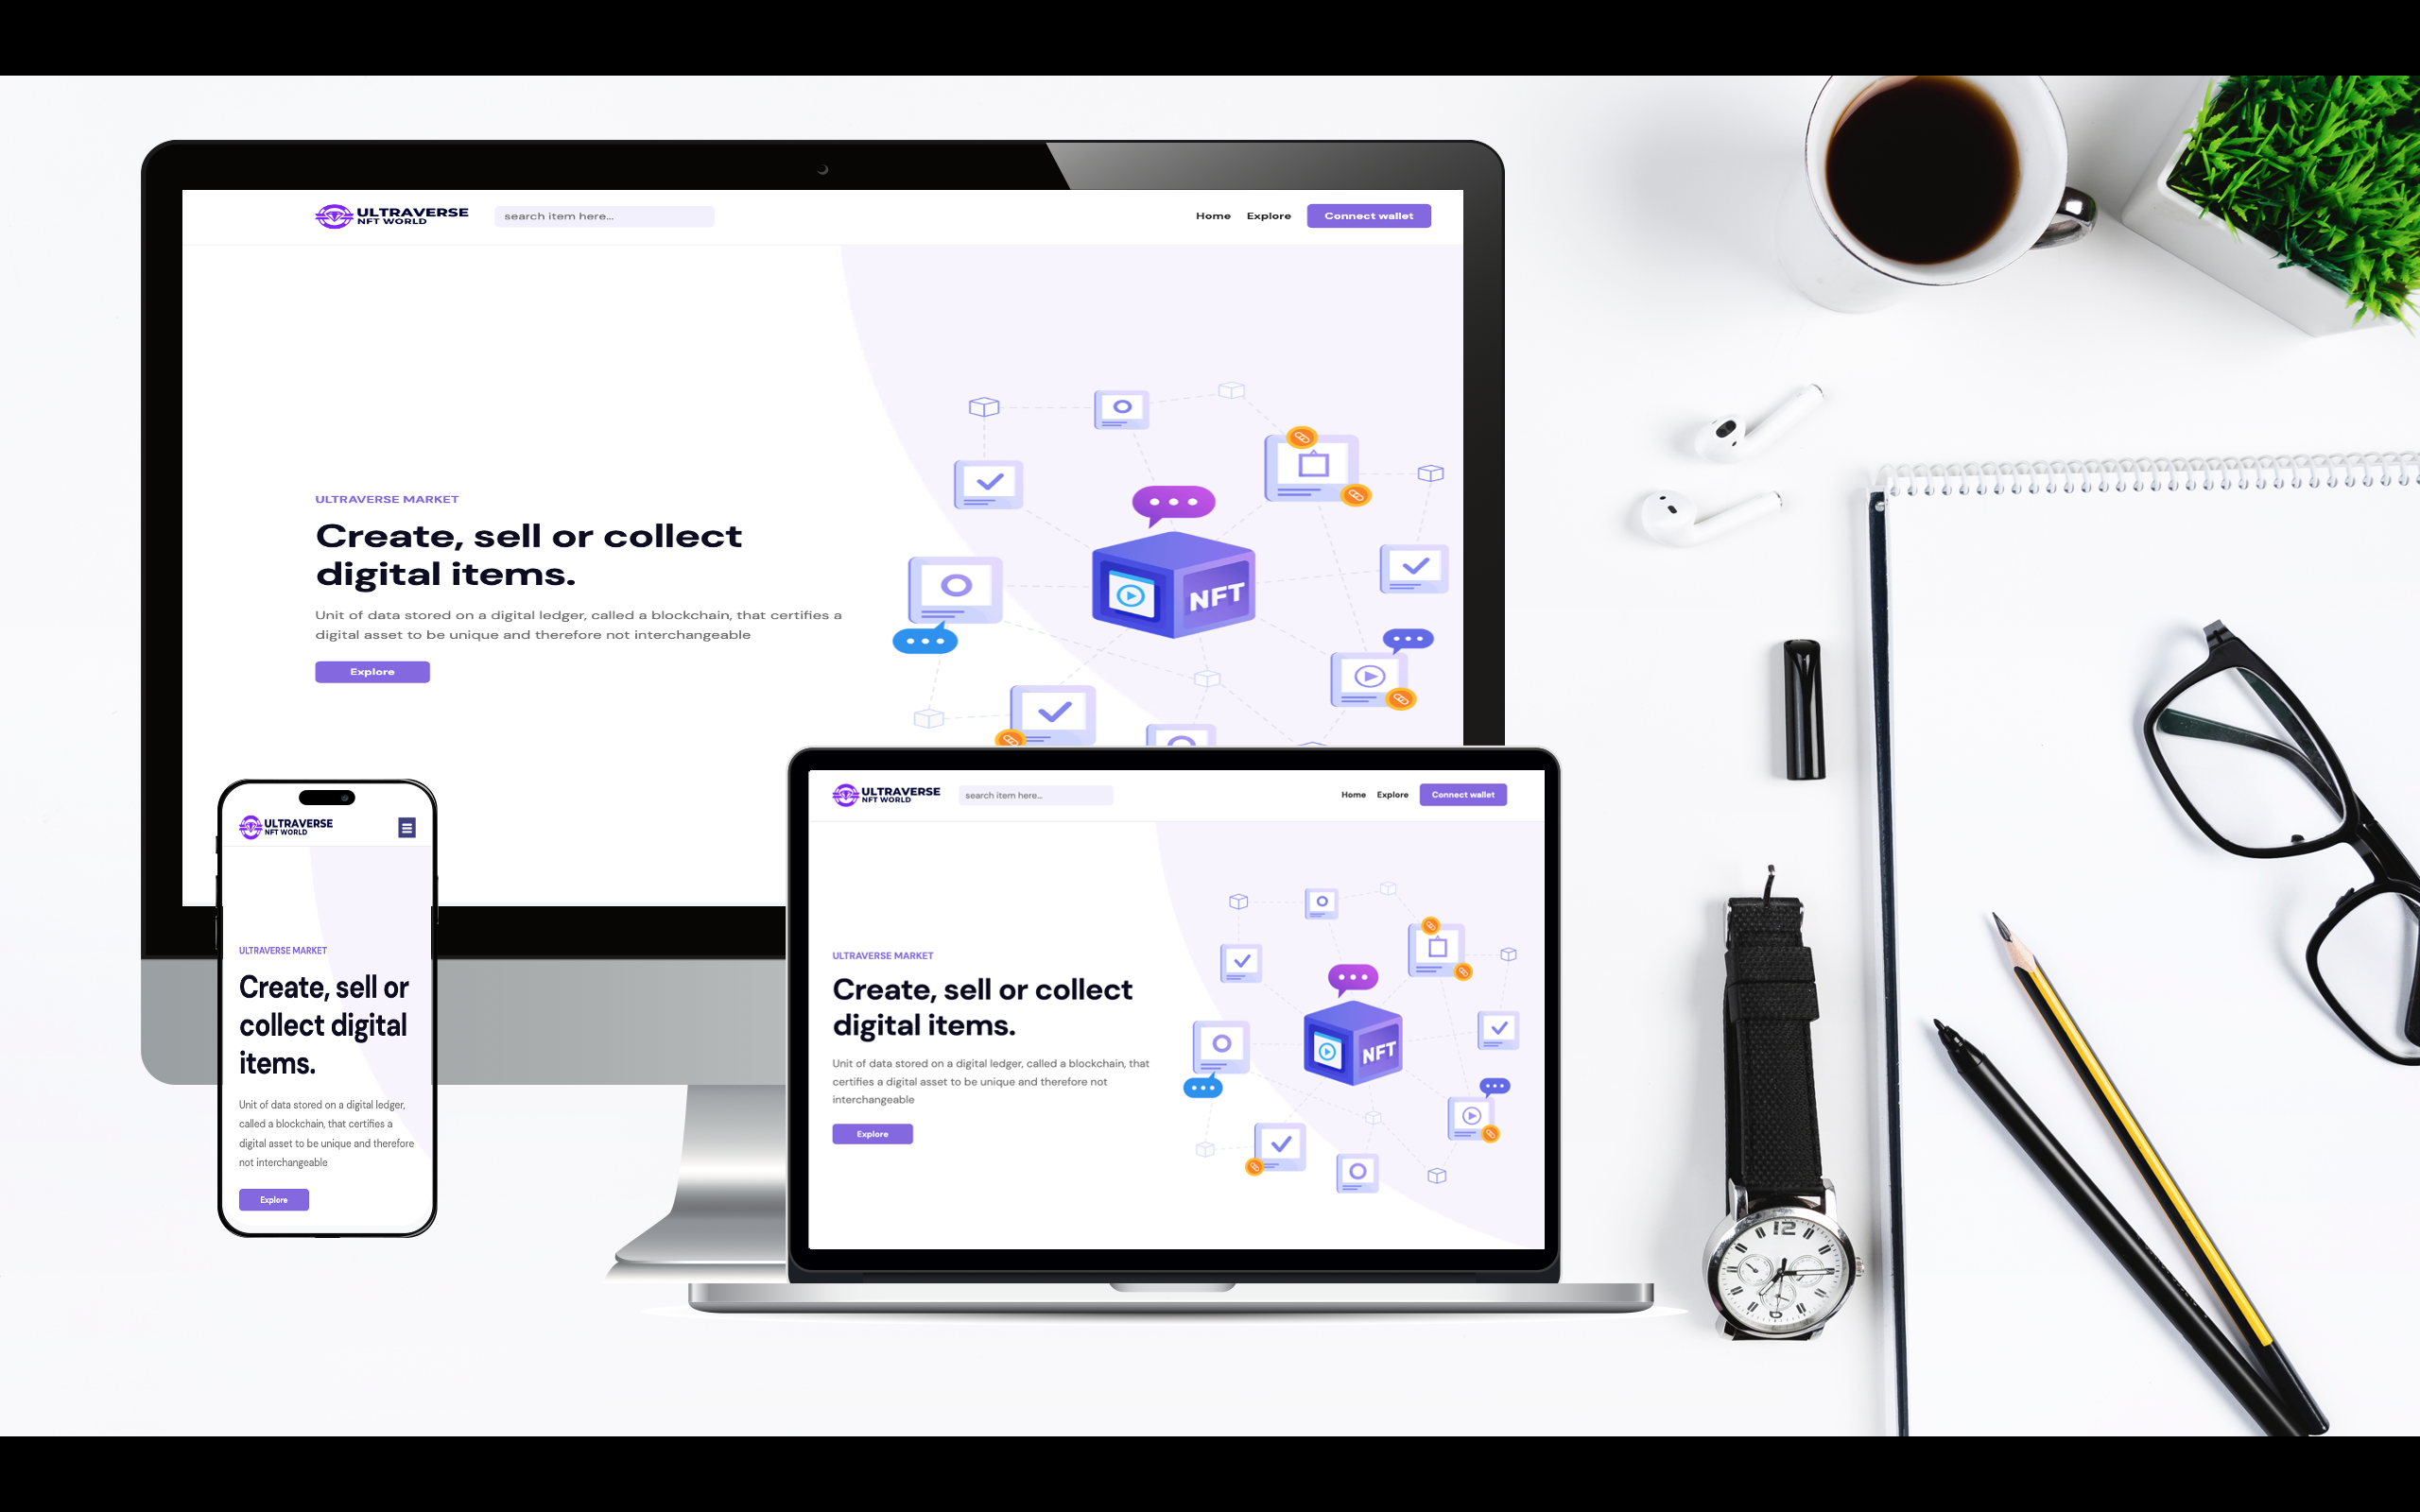 ULTRAVERSE
NFT WORLD
search item here...
Home Explore Connect wallet
ULTRAVERSE MARKET
Create, sell or collect
digital items.
Unit of data stored on a digital ledger, called a blockchain, that certifies a
digital asset to be unique and therefore not interchangeable
Explore
NFT
ULTRAVERSE
NFT WORLD
ULTRAVERSE MARKET
Create, sell or
collect digital
items.
Unit of data stored on a digital ledger,
called a blockchain, that certifies a
digital asset to be unique and therefore
not interchangeable
Explore
ULTRAVERSE
NFT WORLD
search item here...
Home Explore Connect wallet
ULTRAVERSE MARKET
Create, sell or collect
digital items.
Unit of data stored on a digital ledger, called a blockchain, that
certifies a digital asset to be unique and therefore not
interchangeable
Explore
NFT
12